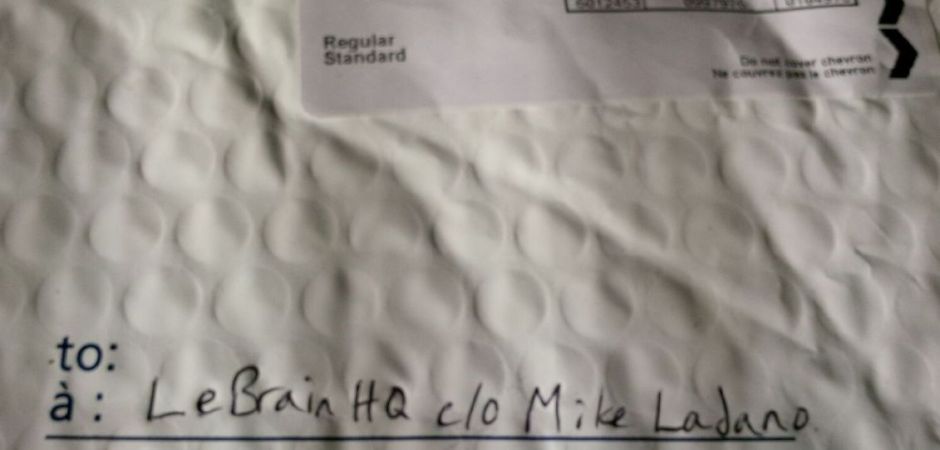 Regular
Standard
Do not cover chevron
Ne couvrez pas le chevron
to:
à : LeBrain HQ c/o Mike Ladano